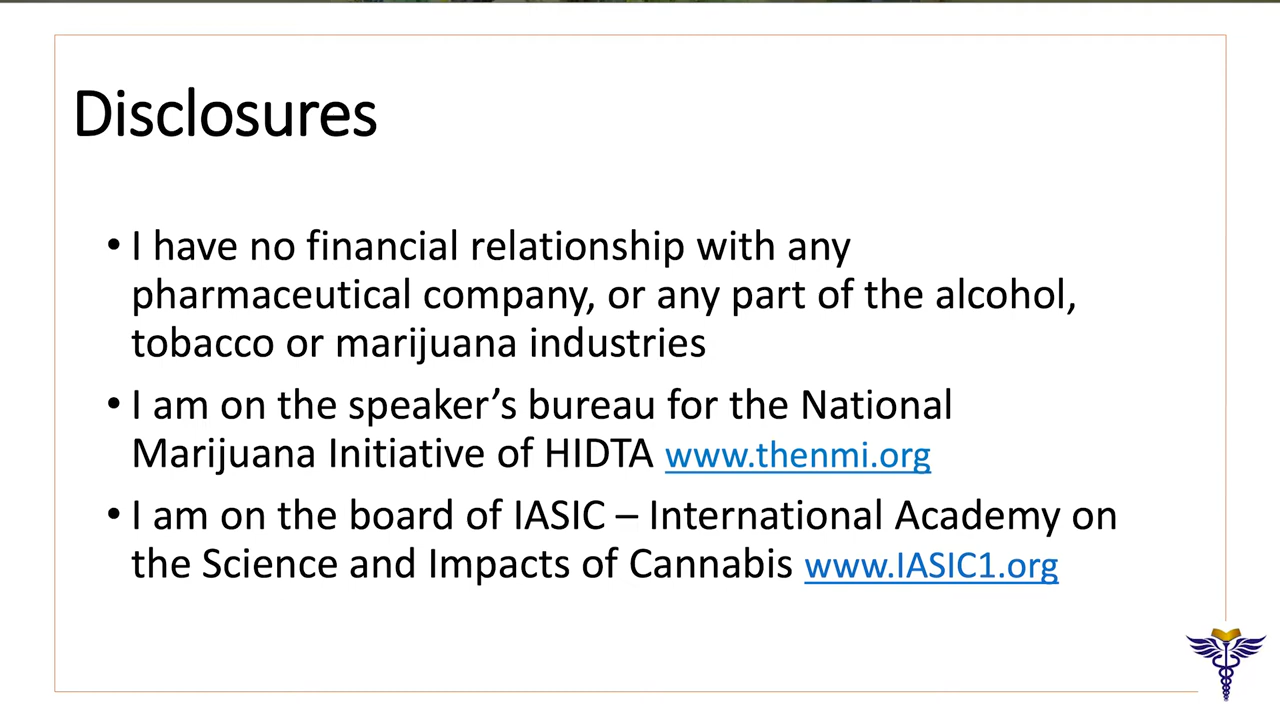 Disclosures
• I have no financial relationship with any
pharmaceutical company, or any part of the alcohol,
tobacco or marijuana industries
• I am on the speaker’s bureau for the National
Marijuana Initiative of HIDTA www.thenmi.org
• I am on the board of IASIC – International Academy on
the Science and Impacts of Cannabis www.IASIC1.org